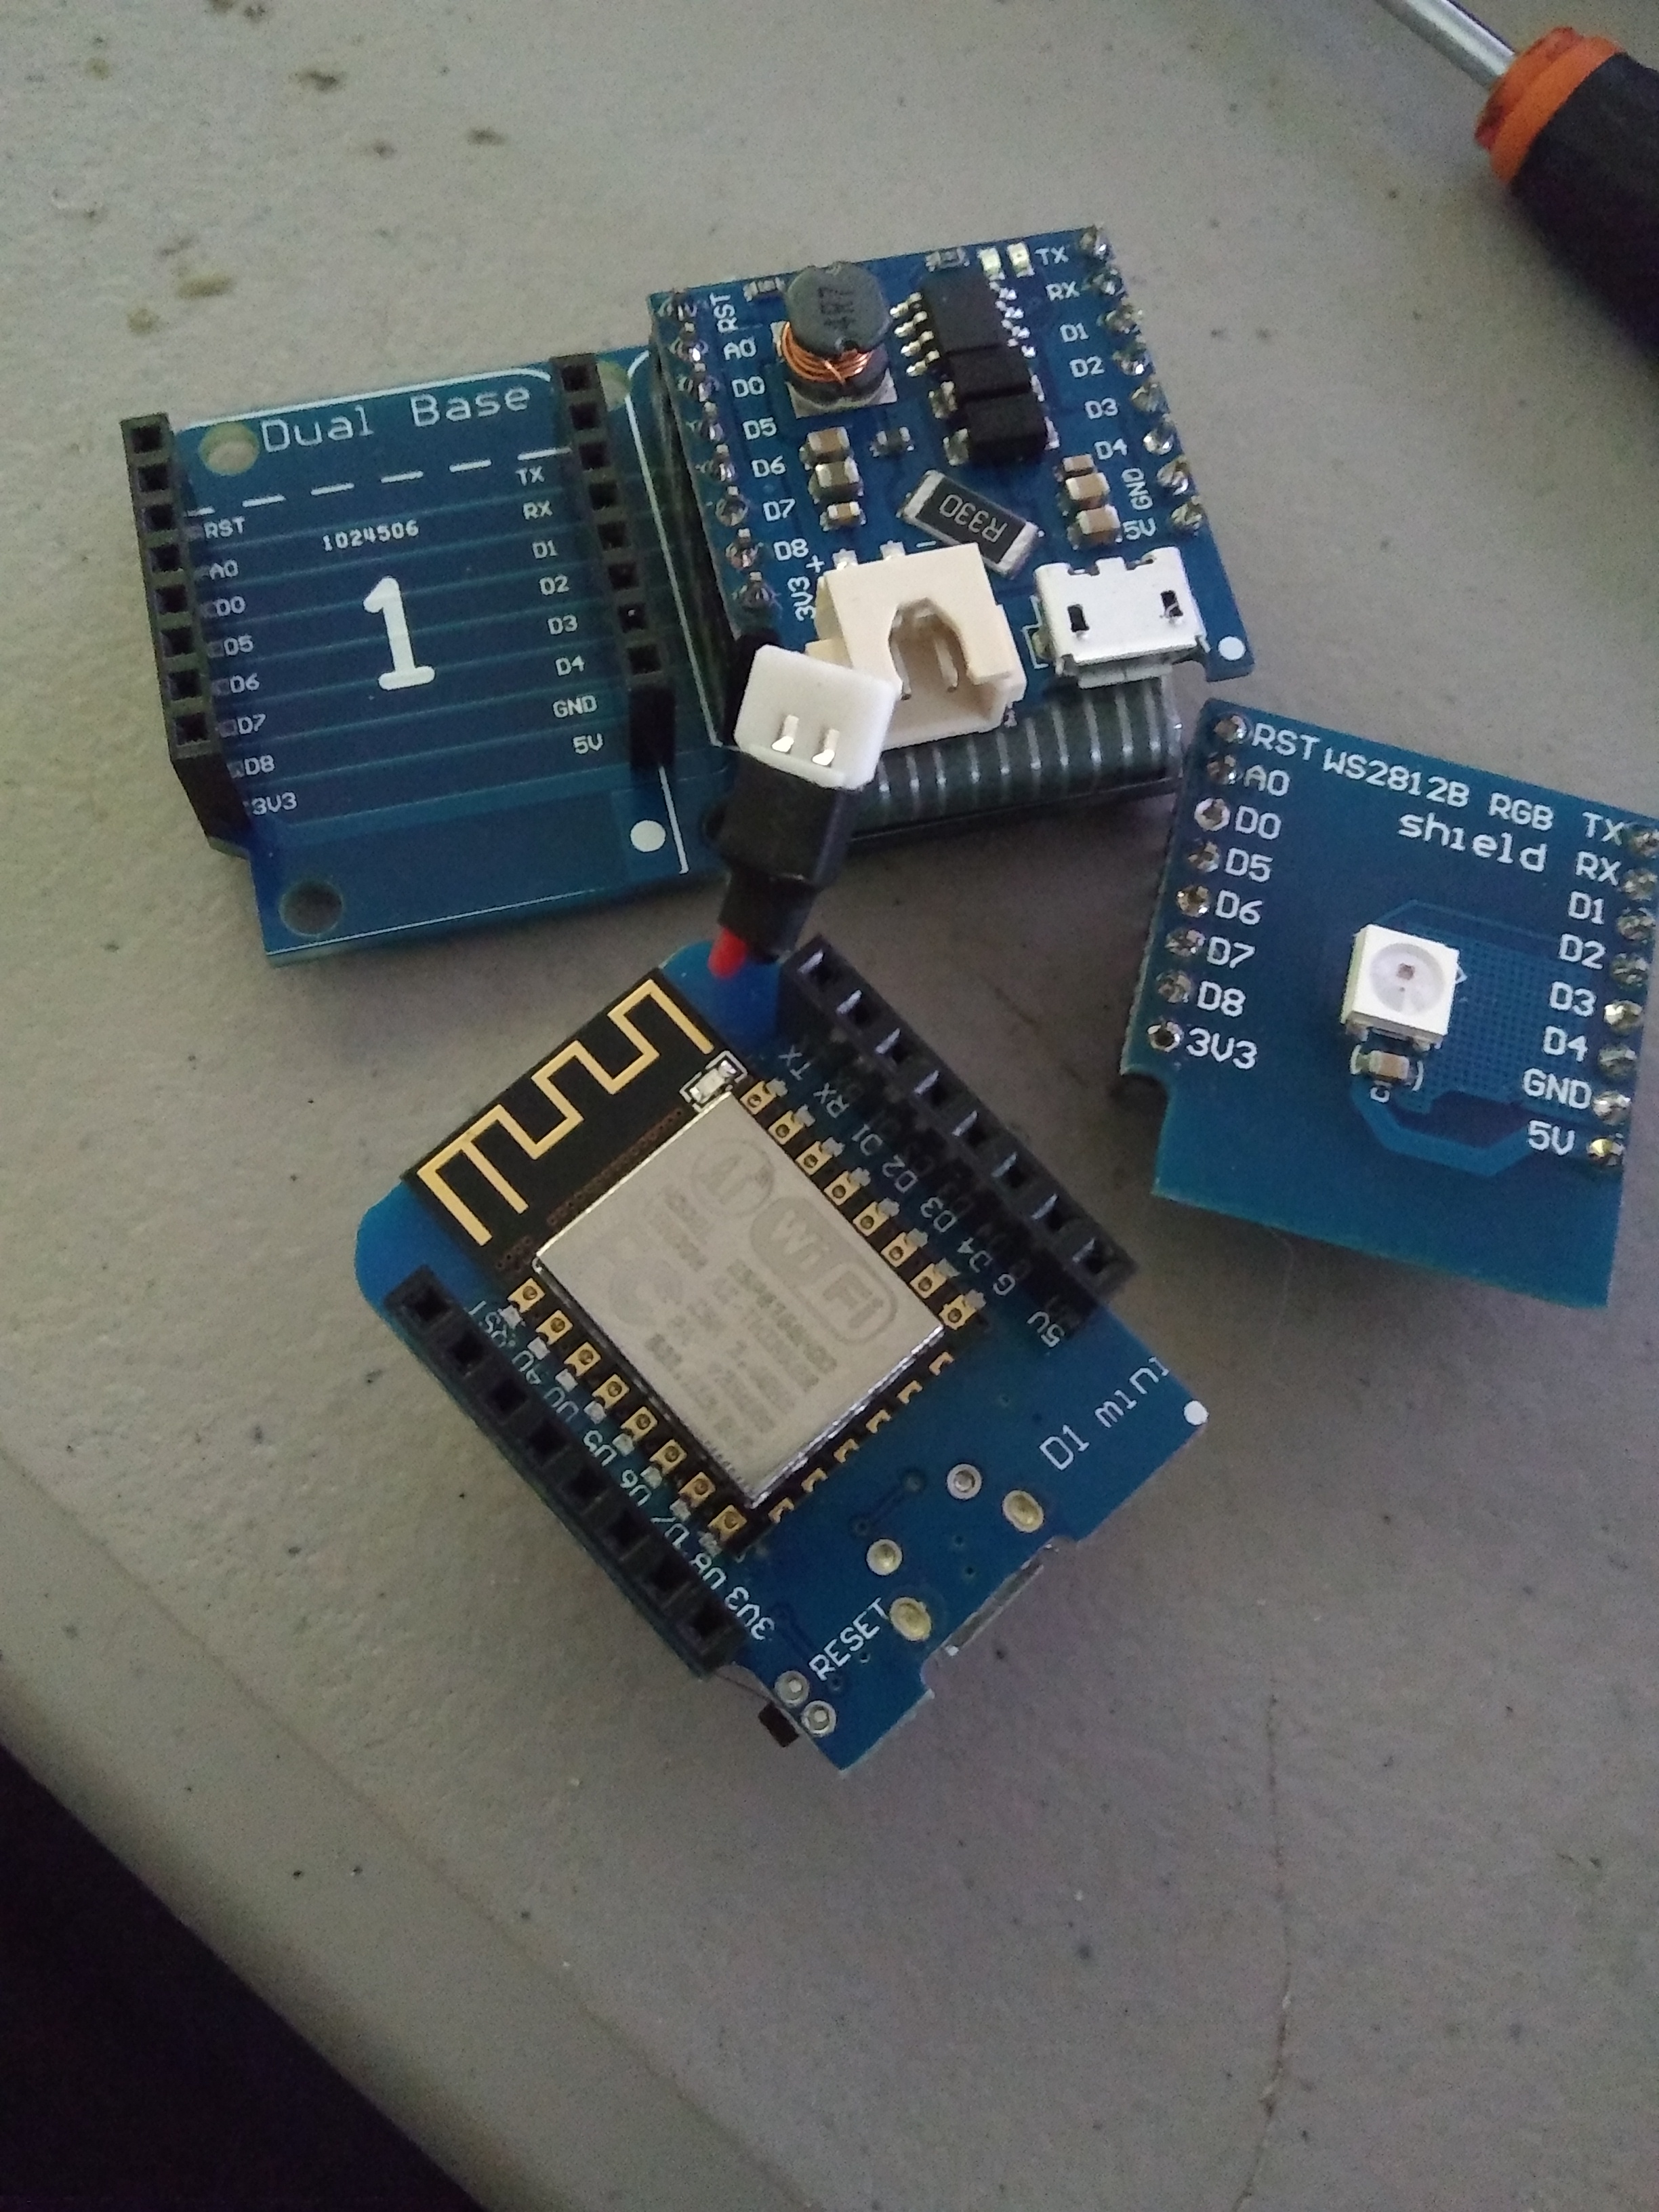 Dual Base
1024506
1
RST
A0
D0
D5
D6
D7
D8
3V3
TX
RX
D1
D2
D3
D4
GND
5V
RST
A0
D0
D5
D6
D7
D8
3V3
+
-
4R7
R330
TX
RX
D1
D2
D3
D4
GND
5V
WS2812B RGB
shield
RST
A0
D0
D5
D6
D7
D8
3V3
TX
RX
D1
D2
D3
D4
GND
5V
WiFi
TX
RX
D1
D2
D3
D4
G
5V
RST
A0
D0
D5
D6
D7
D8
3V3
D1 mini
RESET